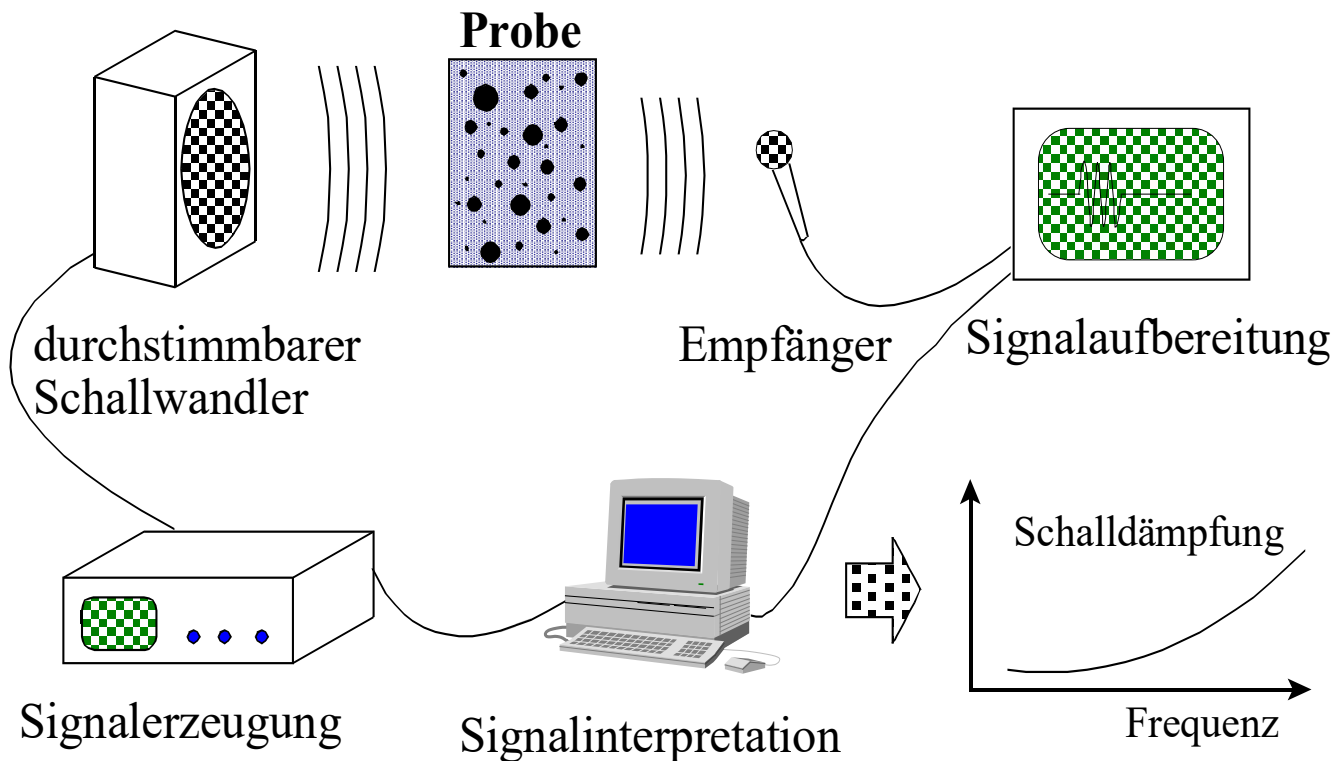 Probe
durchstimmbarer
Schallwandler
Empfänger
Signalaufbereitung
Schalldämpfung
Signalerzeugung
Signalinterpretation
Frequenz